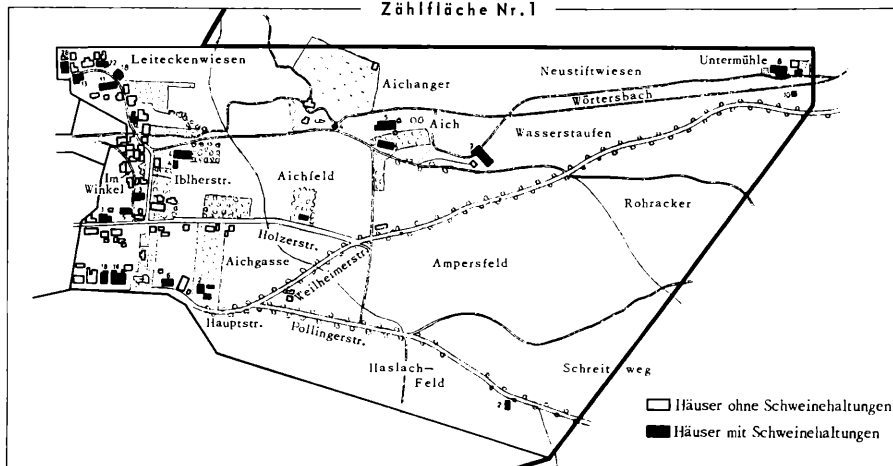 Zählfläche Nr. 1
Leiteckenwiesen
Aichanger
Neustiftwiesen
Untermühle
Wörtersbach
Aich
Wasserstaufen
Im Winkel
Iblherstr.
Aichfeld
Rohracker
Holzerstr.
Aichgasse
Weilheimerstr.
Ampersfeld
Hauptstr.
Pollingerstr.
Haslach-
Feld
Schreit weg
Häuser ohne Schweinehaltungen
Häuser mit Schweinehaltungen